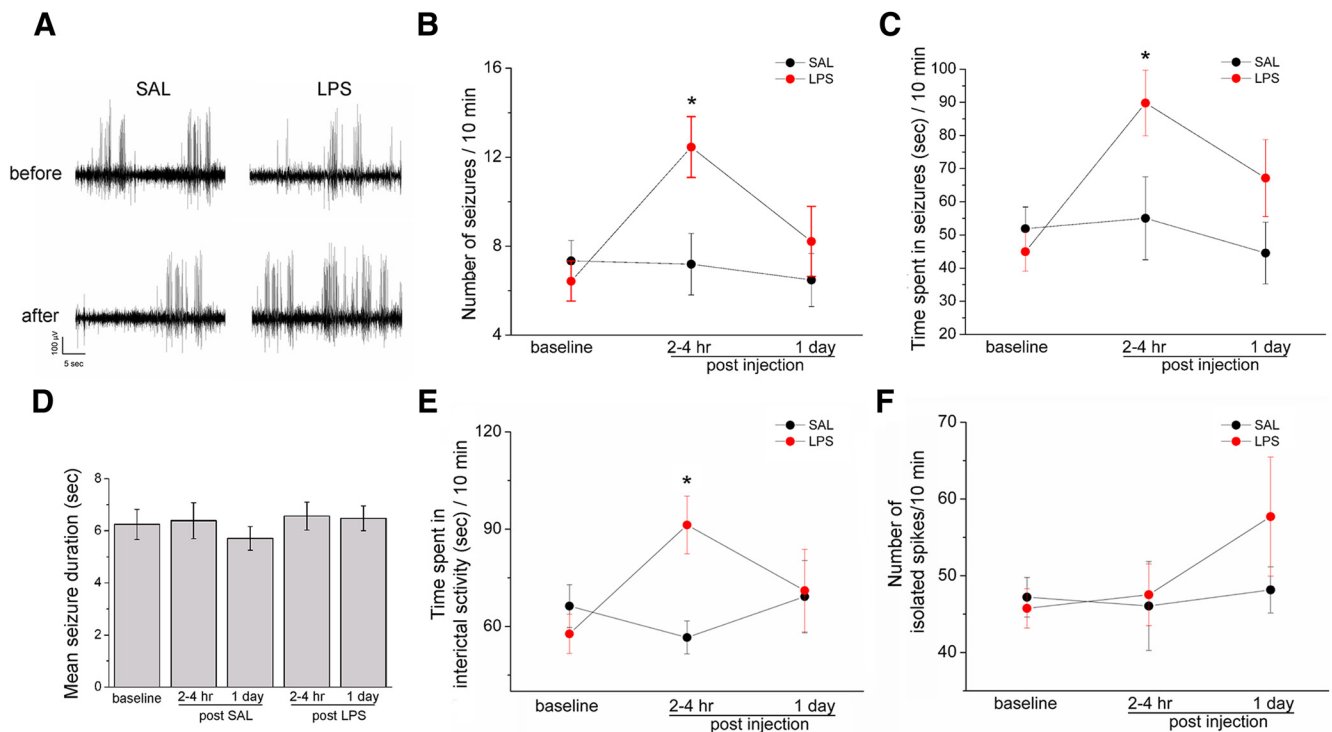 A
SAL
LPS
before
after
100 µV
5 sec
B
SAL
LPS
Number of seizures / 10 min
16
12
8
4
*
baseline
2-4 hr
1 day
post injection
C
SAL
LPS
Time spent in seizures (sec) / 10 min
100
90
80
70
60
50
40
30
20
*
baseline
2-4 hr
1 day
post injection
D
Mean seizure duration (sec)
8
6
4
2
0
baseline
2-4 hr
1 day
2-4 hr
1 day
post SAL
post LPS
E
SAL
LPS
Time spent in
interictal sctivity (sec) / 10 min
120
90
60
*
baseline
2-4 hr
1 day
post injection
F
SAL
LPS
Number of
isolated spikes/10 min
70
60
50
40
baseline
2-4 hr
1 day
post injection